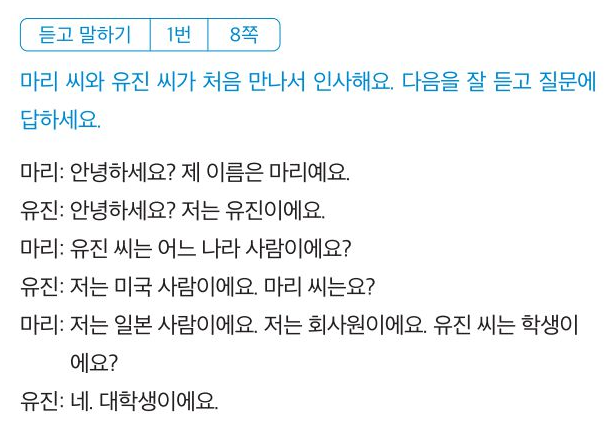 듣고 말하기 1번 8쪽
마리 씨와 유진 씨가 처음 만나서 인사해요. 다음을 잘 듣고 질문에
답하세요.
마리: 안녕하세요? 제 이름은 마리예요.
유진: 안녕하세요? 저는 유진이에요.
마리: 유진 씨는 어느 나라 사람이에요?
유진: 저는 미국 사람이에요. 마리 씨는요?
마리: 저는 일본 사람이에요. 저는 회사원이에요. 유진 씨는 학생이
에요?
유진: 네. 대학생이에요.